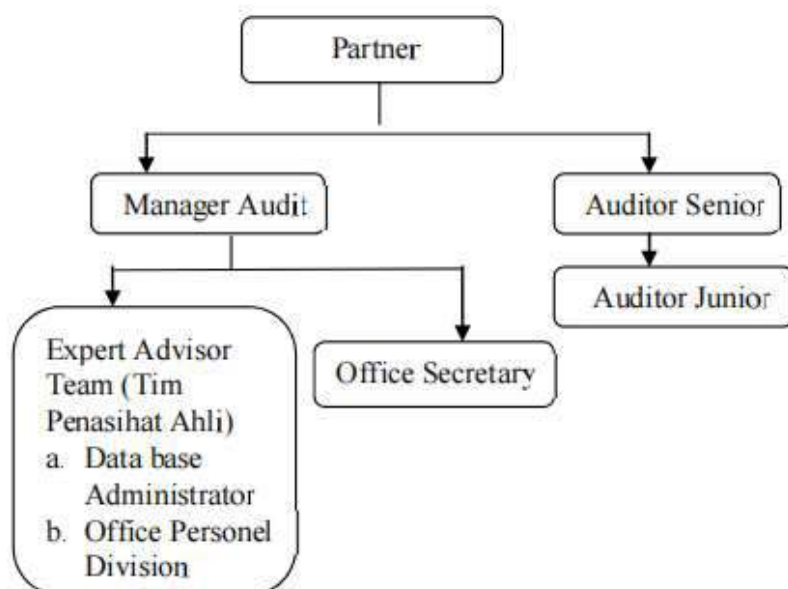 Partner
Manager Audit
Auditor Senior
Auditor Junior
Expert Advisor
Team (Tim
Penasihat Ahli)
a. Data base
Administrator
b. Office Personel
Division
Office Secretary